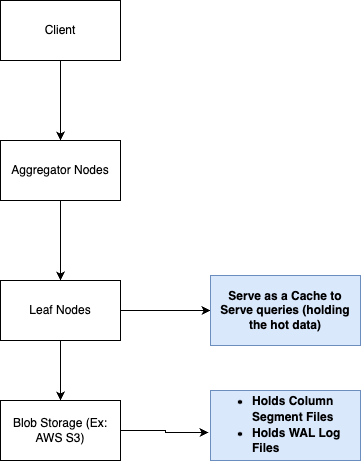 Client
Aggregator Nodes
Leaf Nodes
Serve as a Cache to
Serve queries (holding
the hot data)
Blob Storage (Ex:
AWS S3)
• Holds Column
Segment Files
• Holds WAL Log
Files